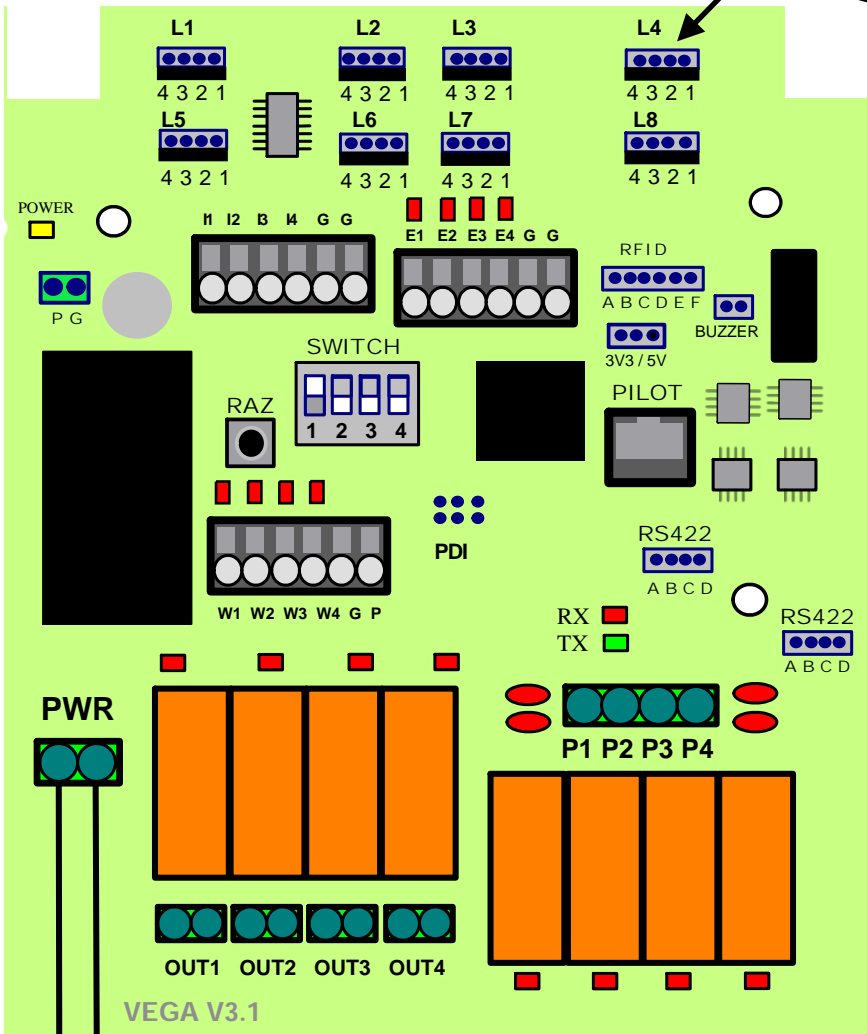 L1 L2 L3 L4
4 3 2 1 4 3 2 1 4 3 2 1 4 3 2 1
L5 L6 L7 L8
4 3 2 1 4 3 2 1 4 3 2 1 4 3 2 1
POWER
I1 I2 I3 I4 G G
E1 E2 E3 E4 G G
RFID
A B C D E F
P G
BUZZER
SWITCH
3V3 / 5V
RAZ
PILOT
1 2 3 4
PDI
RS422
A B C D
W1 W2 W3 W4 G P
RX
TX
RS422
A B C D
PWR
P1 P2 P3 P4
OUT1 OUT2 OUT3 OUT4
VEGA V3.1